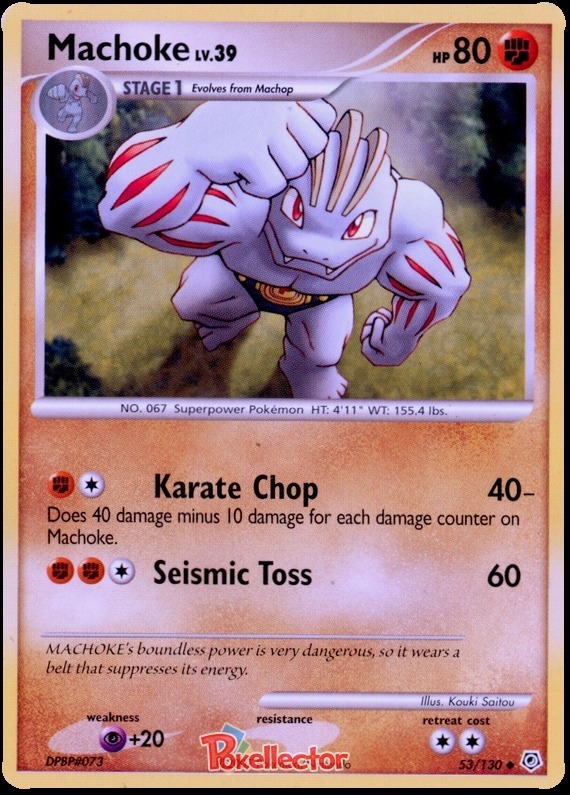 Machoke LV.39 HP 80
STAGE 1 Evolves from Machop
NO. 067 Superpower Pokémon HT: 4'11" WT: 155.4 lbs.
Karate Chop 40–
Does 40 damage minus 10 damage for each damage counter on
Machoke.
Seismic Toss 60
MACHOKE's boundless power is very dangerous, so it wears a
belt that suppresses its energy.
Illus. Kouki Saitou
weakness resistance retreat cost
+20
Pokellector
DPBP#073 53/130